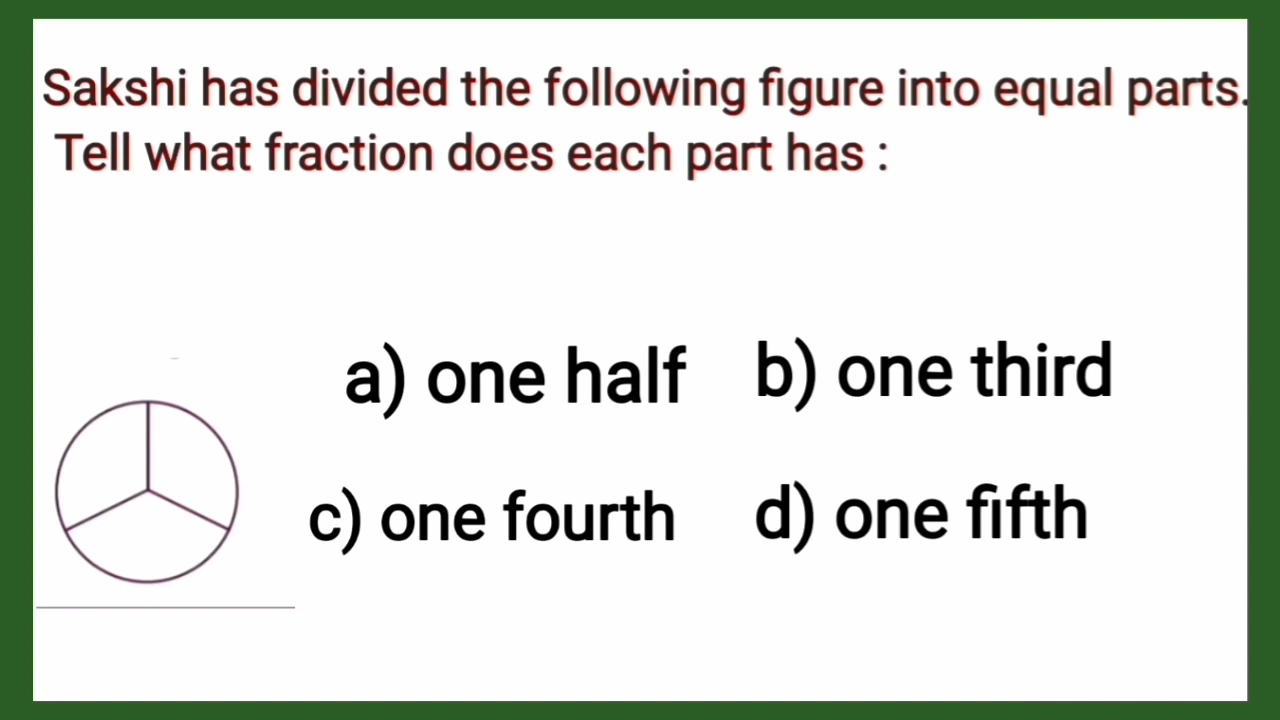 Sakshi has divided the following figure into equal parts.
Tell what fraction does each part has :
a) one half b) one third
c) one fourth d) one fifth